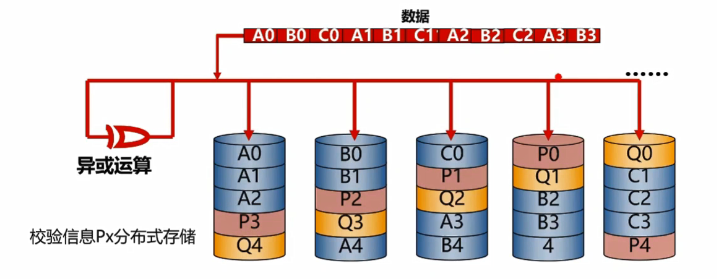 数据
A0 B0 C0 A1 B1 C1 A2 B2 C2 A3 B3
......
异或运算
A0 B0 C0 P0 Q0
A1 B1 P1 Q1 C1
A2 P2 Q2 B2 C2
P3 Q3 A3 B3 C3
Q4 A4 B4 4 P4
校验信息Px分布式存储